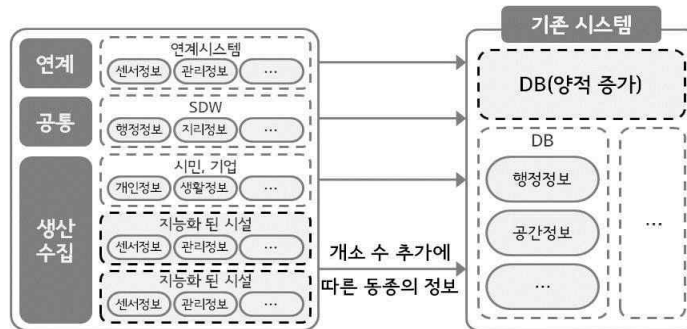 연계
연계시스템
센서정보 관리정보 …
공통
SDW
행정정보 지리정보 …
생산
수집
시민, 기업
개인정보 생활정보 …
지능화 된 시설
센서정보 관리정보 …
지능화 된 시설
센서정보 관리정보 …
개소 수 추가에
따른 동종의 정보
기존 시스템
DB(양적 증가)
DB
행정정보
공간정보
…
…